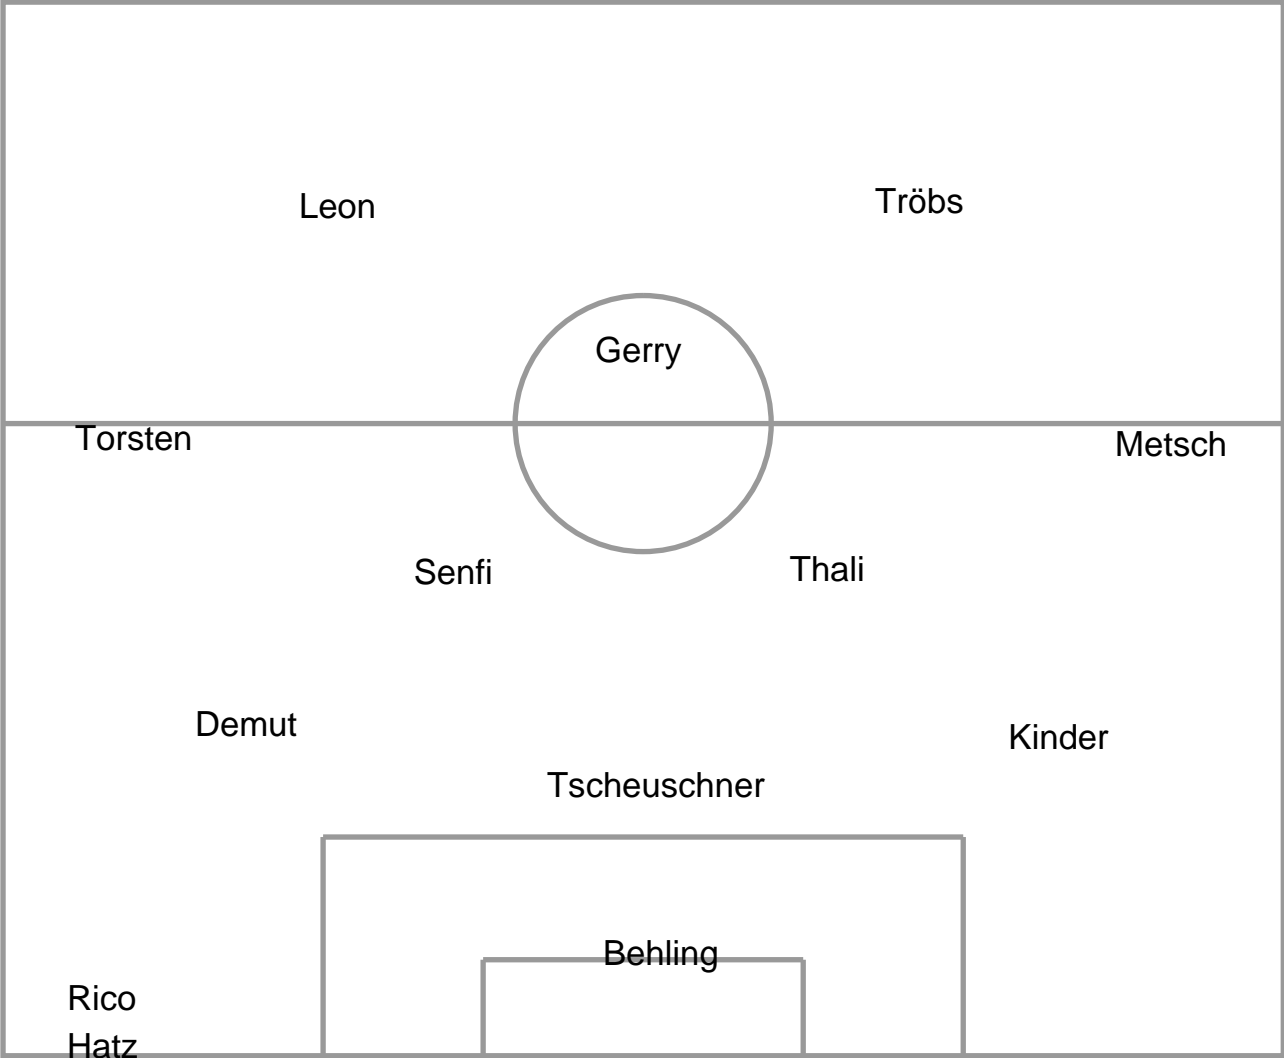 Leon
Tröbs
Gerry
Torsten
Metsch
Senfi
Thali
Demut
Kinder
Tscheuschner
Behling
Rico
Hatz